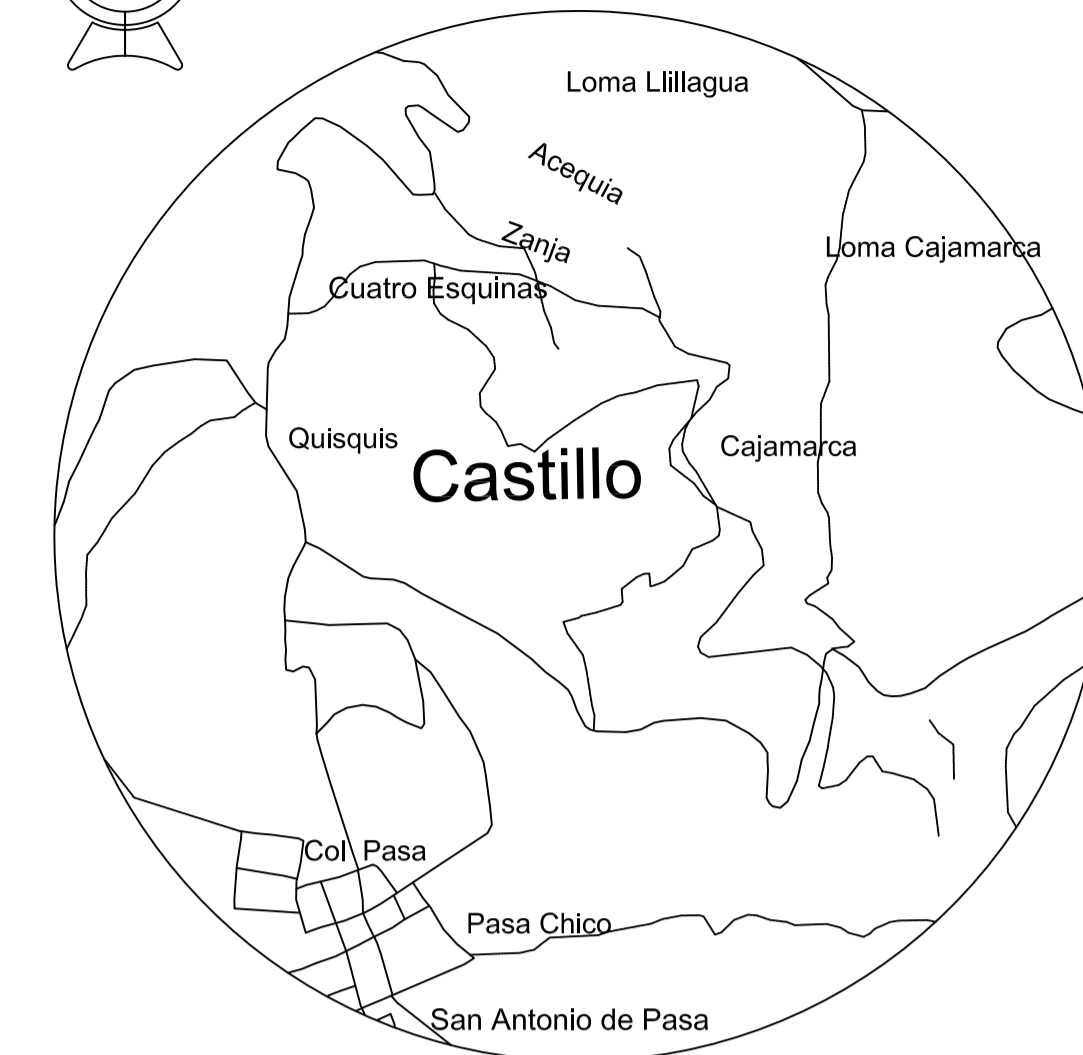 Loma Llillagua
Acequia
Zanja
Loma Cajamarca
Cuatro Esquinas
Quisquis
Cajamarca
Castillo
Col Pasa
Pasa Chico
San Antonio de Pasa